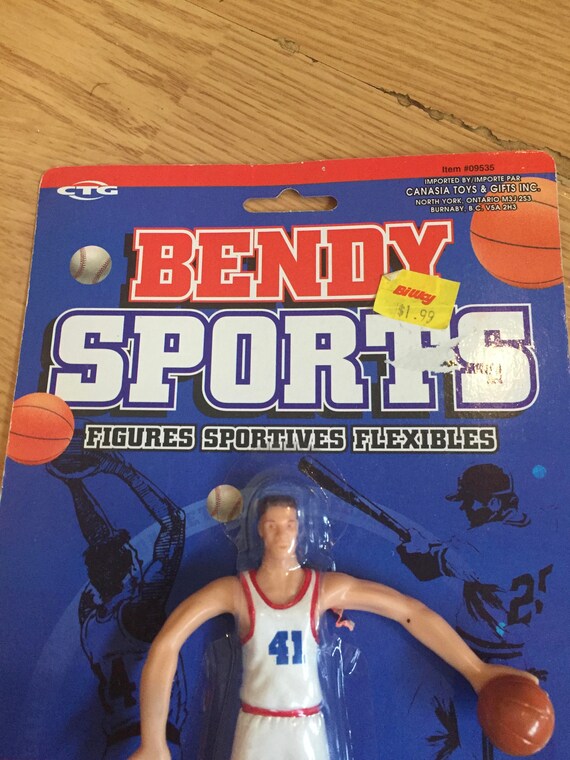 Item #09535
CTG
IMPORTED BY/IMPORTE PAR
CANASIA TOYS & GIFTS INC.
NORTH YORK, ONTARIO M3J 2S3
BURNABY, B.C. V5A 2H3
BENDY
BiWay
$1.99
SPORTS
FIGURES SPORTIVES FLEXIBLES
41